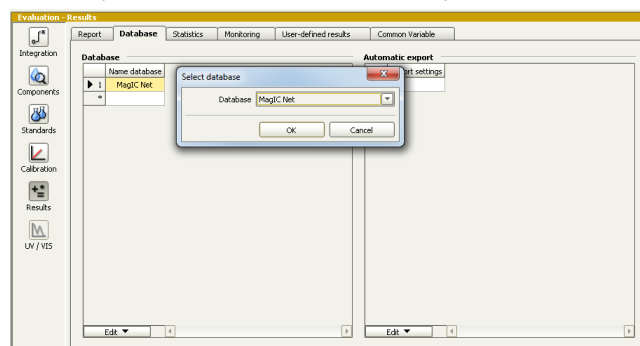 Evaluation - Results
Report Database Statistics Monitoring User-defined results Common Variable
Integration
Components
Standards
Calibration
Results
UV / VIS
Database
Name database
1 MagIC Net
*
Automatic export
rt settings
Select database
Database MagIC Net
OK Cancel
Edit
Edit